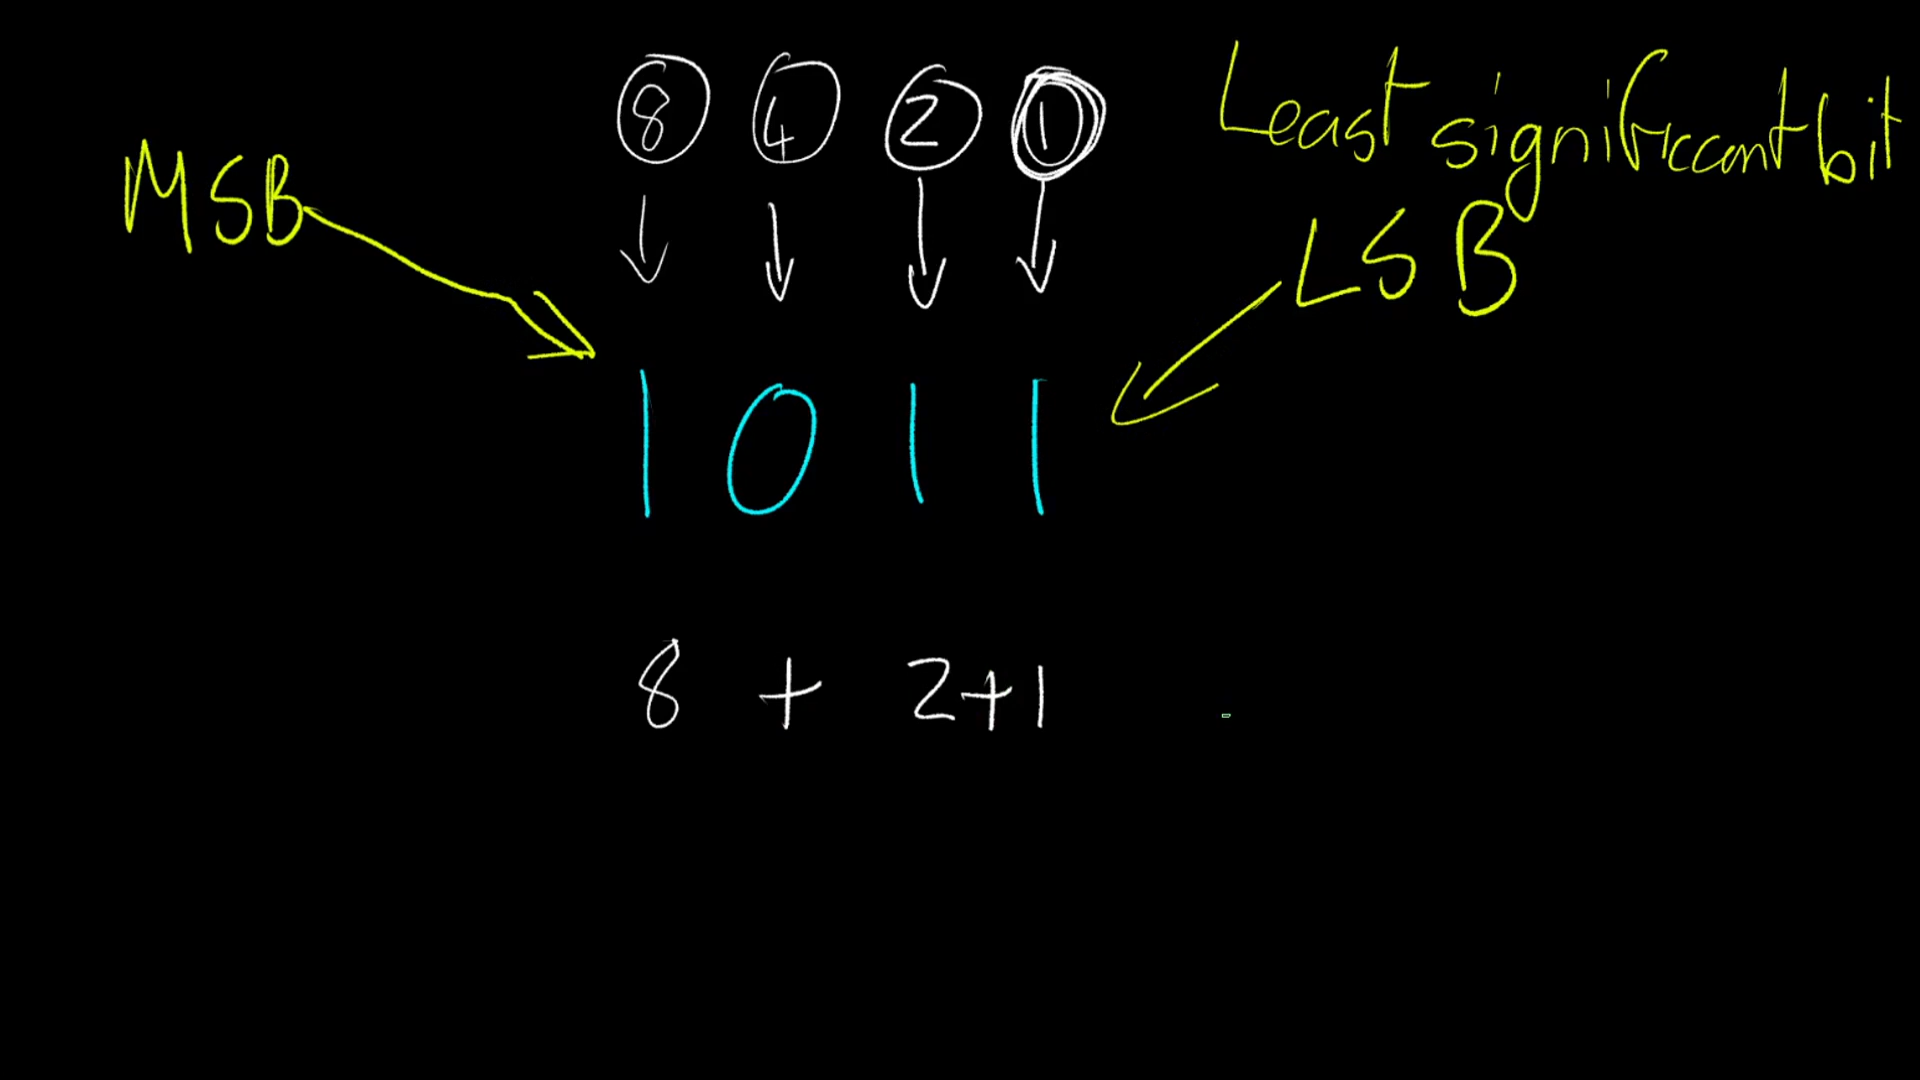 8 4 2 1
Least significant bit
MSB
LSB
1 0 1 1
8 + 2+1